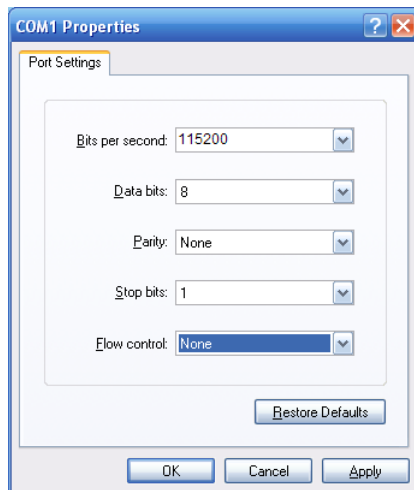 COM1 Properties
Port Settings
Bits per second: 115200
Data bits: 8
Parity: None
Stop bits: 1
Flow control: None
Restore Defaults
OK Cancel Apply